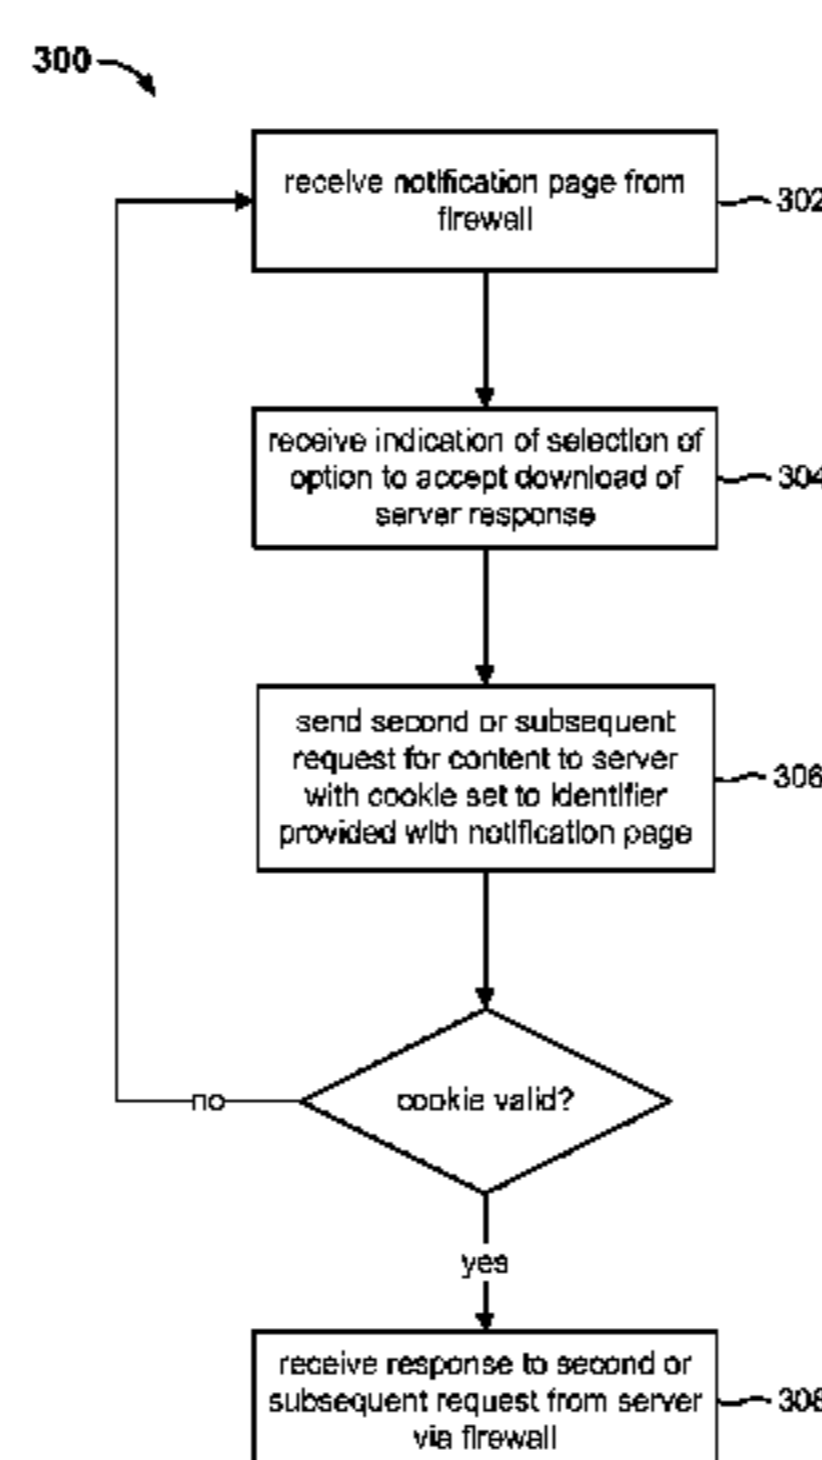 300
receive notification page from
firewall
302
receive indication of selection of
option to accept download of
server response
304
send second or subsequent
request for content to server
with cookie set to identifier
provided with notification page
306
cookie valid?
no
yes
receive response to second or
subsequent request from server
via firewall
308